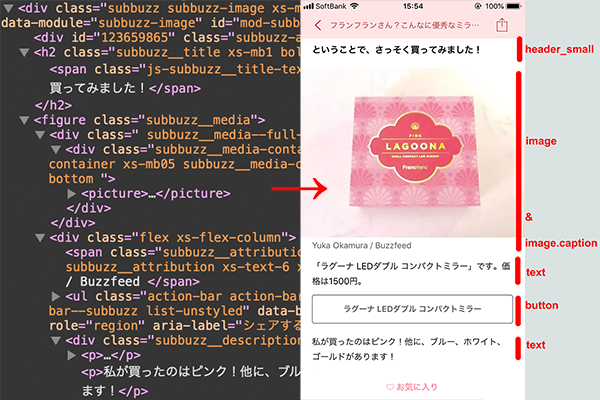 <div class="subbuzz subbuzz-image xs-m
data-module="subbuzz-image" id="mod-sub
<div id="123659865" class="subbuzz-a
<h2 class="subbuzz__title xs-mb1 bol
<span class="js-subbuzz__title-tex
買ってみました！</span>
</h2>
<figure class="subbuzz__media">
<div class=" subbuzz__media--full-
<div class="subbuzz__media-conta
container xs-mb05 subbuzz__media-c
bottom ">
<picture>…</picture>
</div>
</div>
<div class="flex xs-flex-column">
<span class="subbuzz__attributio
subbuzz__attribution xs-text-6 x
/ Buzzfeed </span>
<ul class="action-bar action-bar
bar--subbuzz list-unstyled" data-b
role="region" aria-label="シェアする
<div class="subbuzz__description
<p>…</p>
<p>私が買ったのはピンク！他に、ブル
ます！</p>
SoftBank
15:54
フランフランさん？こんなに優秀なミラ…
ということで、さっそく買ってみました！
PINK
LAGOONA
Francfranc
Yuka Okamura / Buzzfeed
「ラグーナ LEDダブル コンパクトミラー」です。価
格は1500円。
ラグーナ LEDダブル コンパクトミラー
私が買ったのはピンク！他に、ブルー、ホワイト、
ゴールドがあります！
お気に入り
header_small
image
&
image.caption
text
button
text